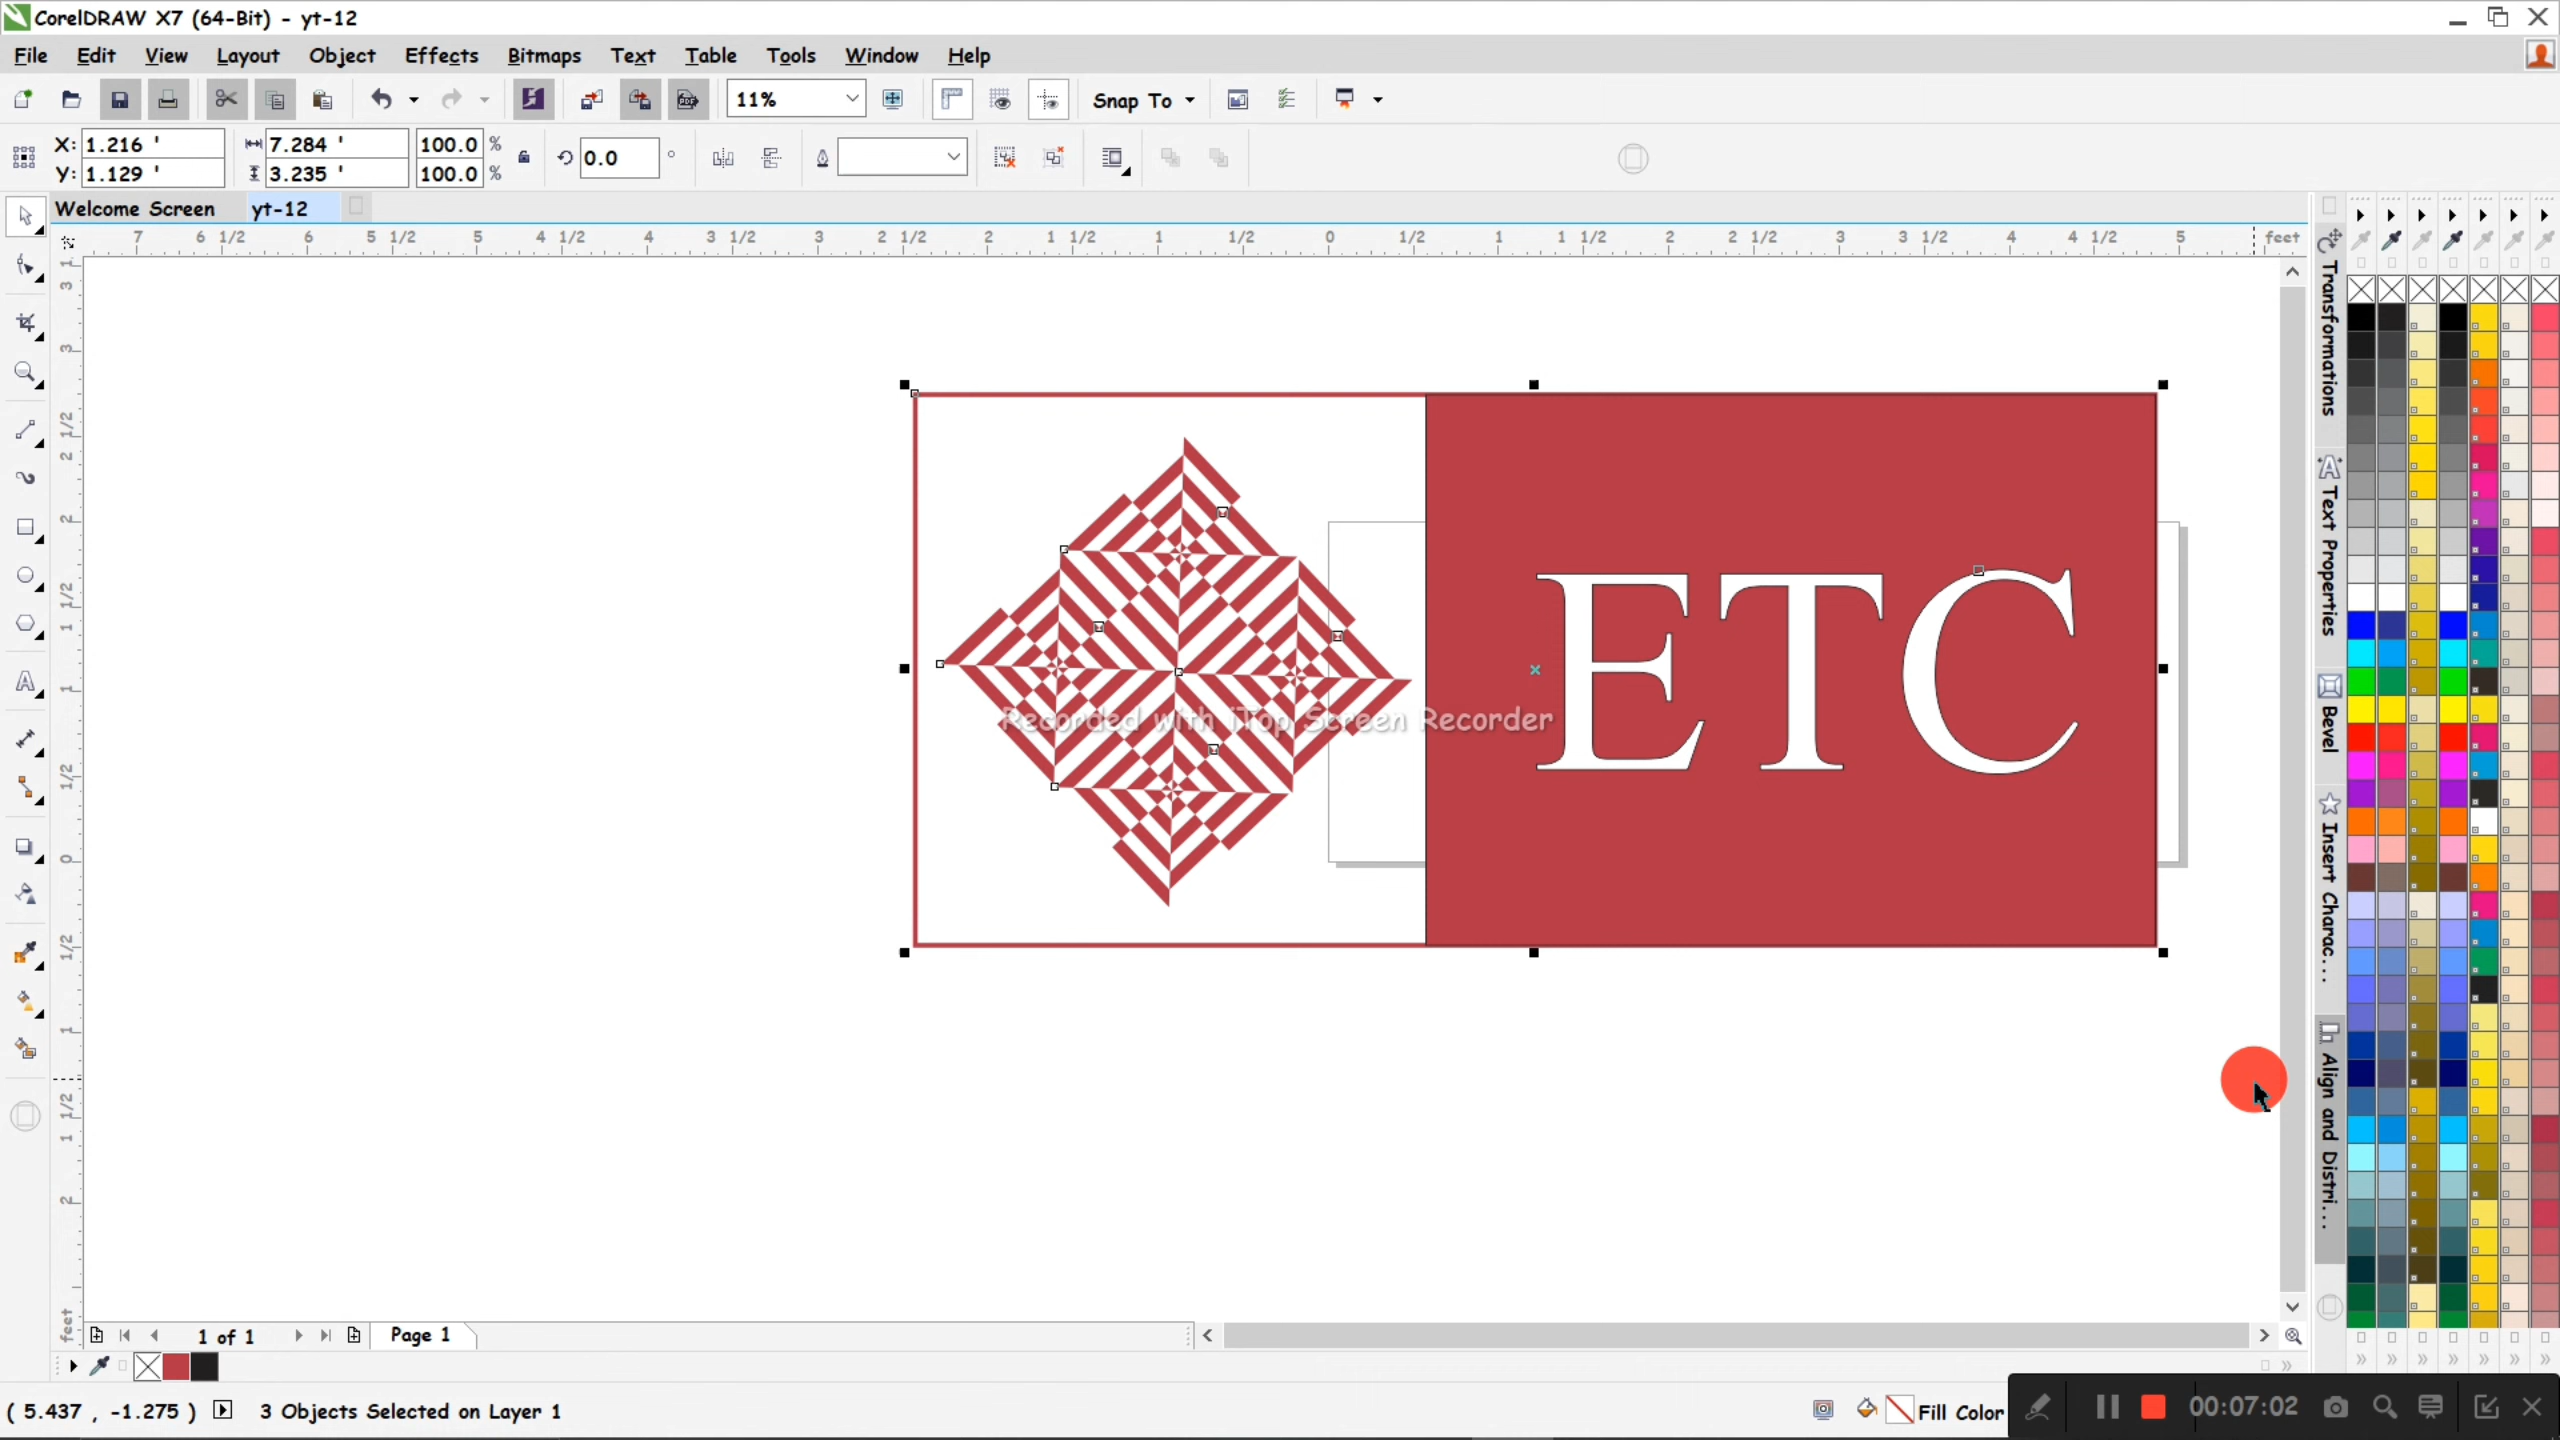 CorelDRAW X7 (64-Bit) - yt-12
File Edit View Layout Object Effects Bitmaps Text Table Tools Window Help
11% Snap To
X: 1.216 ' 7.284 ' 100.0 % 0.0 °
Y: 1.129 ' 3.235 ' 100.0 %
Welcome Screen yt-12
7 6 1/2 6 5 1/2 5 4 1/2 4 3 1/2 3 2 1/2 2 1 1/2 1 1/2 0 1/2 1 1 1/2 2 2 1/2 3 3 1/2 4 4 1/2 5 feet
Transformations
Text Properties
Bevel
Insert Charac...
Align and Distri...
ETC
Recorded with iTop Screen Recorder
feet
1 of 1 Page 1
( 5.437 , -1.275 ) 3 Objects Selected on Layer 1 Fill Color
00:07:02